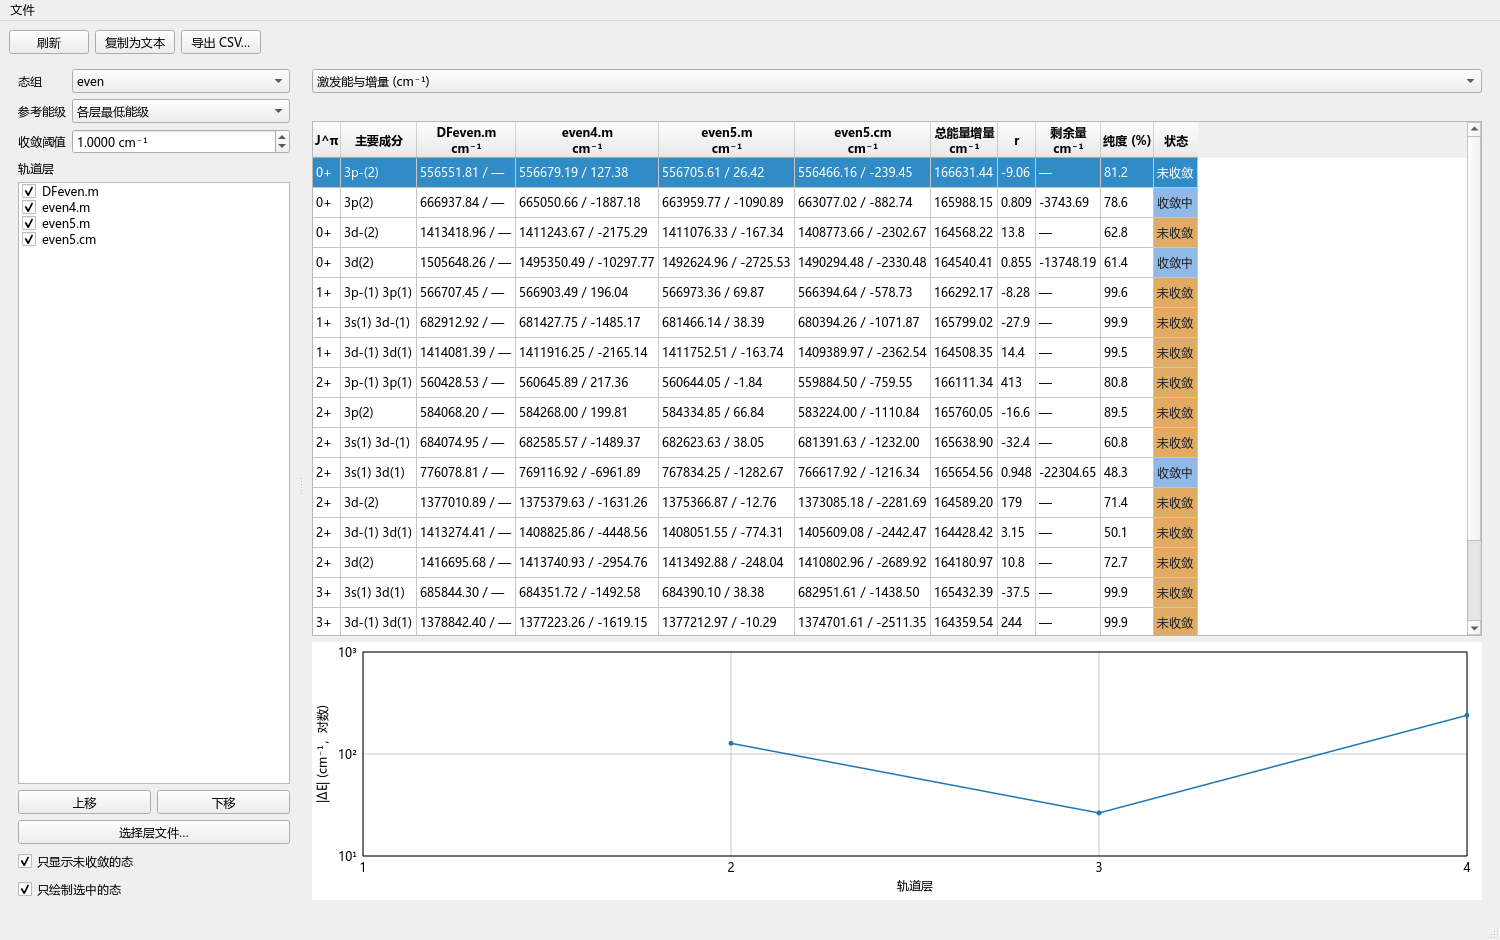 文件
刷新 复制为文本 导出 CSV...
态组 even
参考能级 各层最低能级
收敛阈值 1.0000 cm⁻¹
轨道层
DFeven.m
even4.m
even5.m
even5.cm
上移 下移
选择层文件...
只显示未收敛的态
只绘制选中的态
激发能与增量 (cm⁻¹)
J^π 主要成分 DFeven.m cm⁻¹ even4.m cm⁻¹ even5.m cm⁻¹ even5.cm cm⁻¹ 总能量增量 cm⁻¹ r 剩余量 cm⁻¹ 纯度 (%) 状态
0+ 3p-(2) 556551.81 / — 556679.19 / 127.38 556705.61 / 26.42 556466.16 / -239.45 166631.44 -9.06 — 81.2 未收敛
0+ 3p(2) 666937.84 / — 665050.66 / -1887.18 663959.77 / -1090.89 663077.02 / -882.74 165988.15 0.809 -3743.69 78.6 收敛中
0+ 3d-(2) 1413418.96 / — 1411243.67 / -2175.29 1411076.33 / -167.34 1408773.66 / -2302.67 164568.22 13.8 — 62.8 未收敛
0+ 3d(2) 1505648.26 / — 1495350.49 / -10297.77 1492624.96 / -2725.53 1490294.48 / -2330.48 164540.41 0.855 -13748.19 61.4 收敛中
1+ 3p-(1) 3p(1) 566707.45 / — 566903.49 / 196.04 566973.36 / 69.87 566394.64 / -578.73 166292.17 -8.28 — 99.6 未收敛
1+ 3s(1) 3d-(1) 682912.92 / — 681427.75 / -1485.17 681466.14 / 38.39 680394.26 / -1071.87 165799.02 -27.9 — 99.9 未收敛
1+ 3d-(1) 3d(1) 1414081.39 / — 1411916.25 / -2165.14 1411752.51 / -163.74 1409389.97 / -2362.54 164508.35 14.4 — 99.5 未收敛
2+ 3p-(1) 3p(1) 560428.53 / — 560645.89 / 217.36 560644.05 / -1.84 559884.50 / -759.55 166111.34 413 — 80.8 未收敛
2+ 3p(2) 584068.20 / — 584268.00 / 199.81 584334.85 / 66.84 583224.00 / -1110.84 165760.05 -16.6 — 89.5 未收敛
2+ 3s(1) 3d-(1) 684074.95 / — 682585.57 / -1489.37 682623.63 / 38.05 681391.63 / -1232.00 165638.90 -32.4 — 60.8 未收敛
2+ 3s(1) 3d(1) 776078.81 / — 769116.92 / -6961.89 767834.25 / -1282.67 766617.92 / -1216.34 165654.56 0.948 -22304.65 48.3 收敛中
2+ 3d-(2) 1377010.89 / — 1375379.63 / -1631.26 1375366.87 / -12.76 1373085.18 / -2281.69 164589.20 179 — 71.4 未收敛
2+ 3d-(1) 3d(1) 1413274.41 / — 1408825.86 / -4448.56 1408051.55 / -774.31 1405609.08 / -2442.47 164428.42 3.15 — 50.1 未收敛
2+ 3d(2) 1416695.68 / — 1413740.93 / -2954.76 1413492.88 / -248.04 1410802.96 / -2689.92 164180.97 10.8 — 72.7 未收敛
3+ 3s(1) 3d(1) 685844.30 / — 684351.72 / -1492.58 684390.10 / 38.38 682951.61 / -1438.50 165432.39 -37.5 — 99.9 未收敛
3+ 3d-(1) 3d(1) 1378842.40 / — 1377223.26 / -1619.15 1377212.97 / -10.29 1374701.61 / -2511.35 164359.54 244 — 99.9 未收敛
10³
10²
10¹
|ΔE| (cm⁻¹, 对数)
1 2 3 4
轨道层